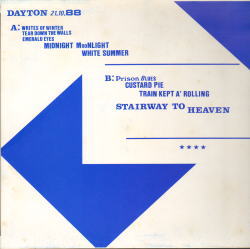 DAYTON 21.10.88
A: WRITES OF WINTER
TEAR DOWN THE WALLS
EMERALD EYES
MIDNIGHT MOONLIGHT
WHITE SUMMER
B: Prison BLUES
CUSTARD PIE
TRAIN KEPT A' ROLLING
STAIRWAY TO HEAVEN
★★★★